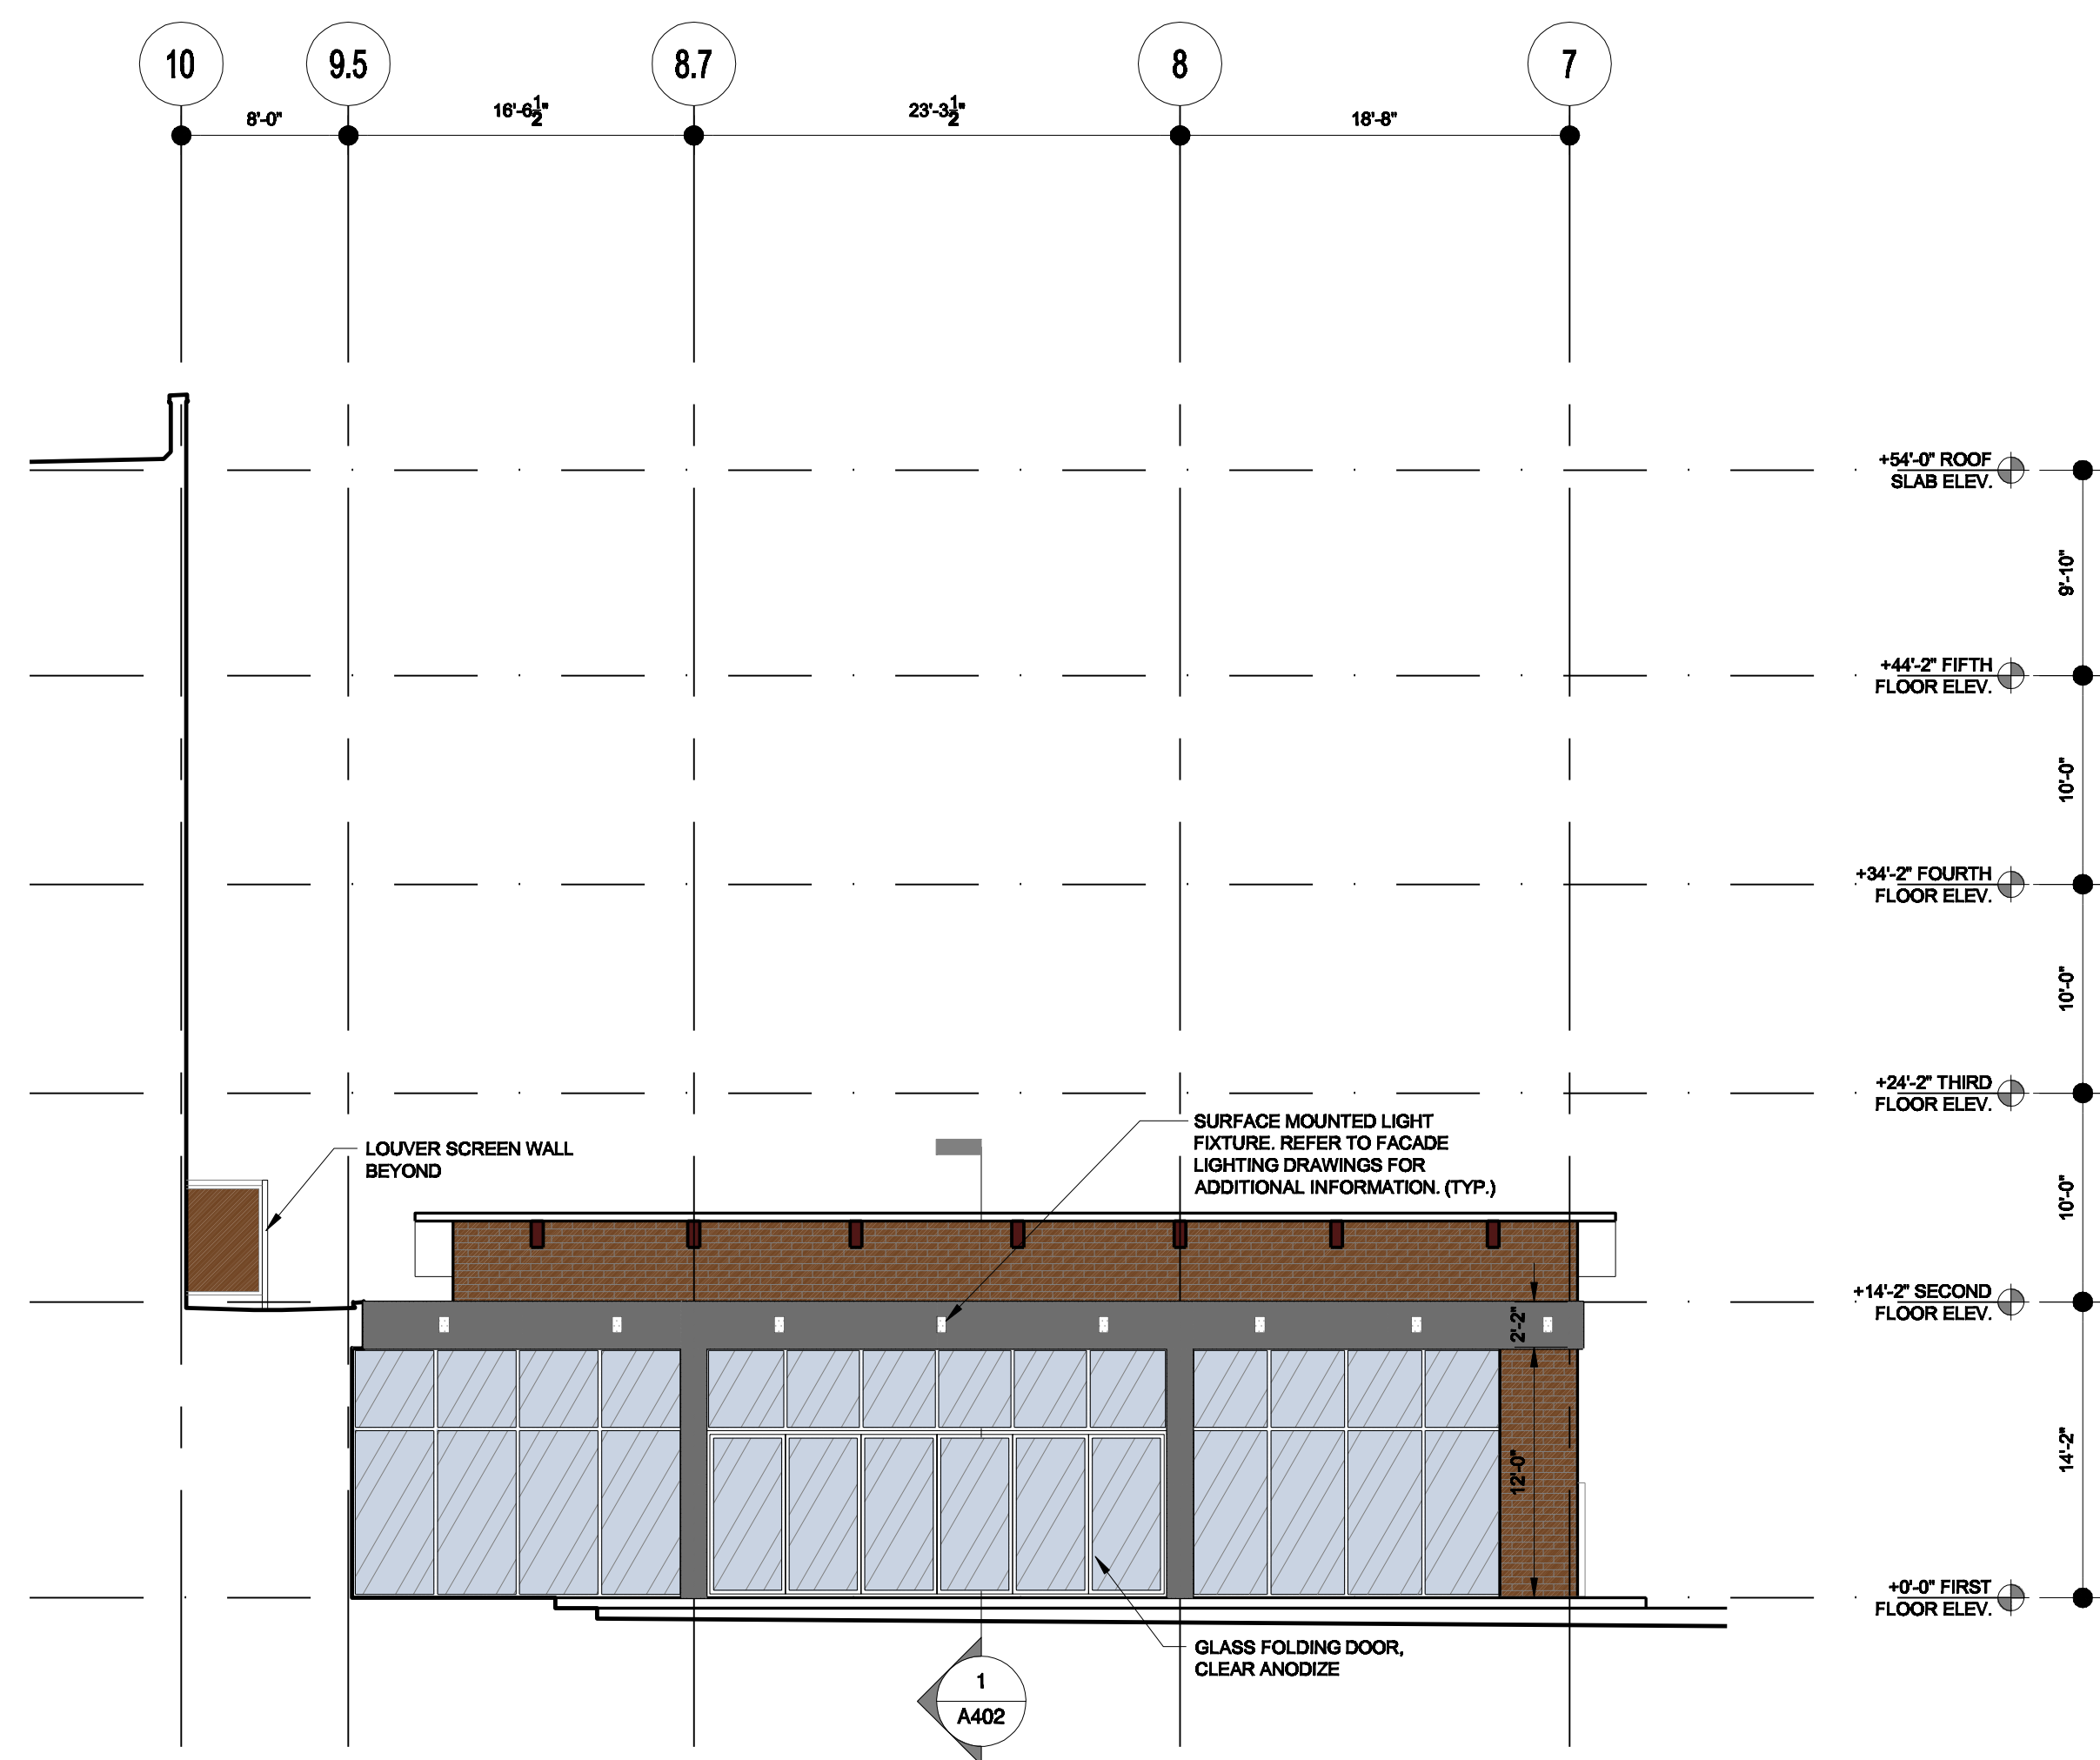 10 9.5 8.7 8 7
8'-0" 16'-6½" 23'-3½" 18'-8"
+54'-0" ROOF
SLAB ELEV.
9'-10"
+44'-2" FIFTH
FLOOR ELEV.
10'-0"
+34'-2" FOURTH
FLOOR ELEV.
10'-0"
+24'-2" THIRD
FLOOR ELEV.
10'-0"
LOUVER SCREEN WALL
BEYOND
SURFACE MOUNTED LIGHT
FIXTURE. REFER TO FACADE
LIGHTING DRAWINGS FOR
ADDITIONAL INFORMATION. (TYP.)
+14'-2" SECOND
FLOOR ELEV.
2'-2"
12'-0"
14'-2"
+0'-0" FIRST
FLOOR ELEV.
GLASS FOLDING DOOR,
CLEAR ANODIZE
1
A402